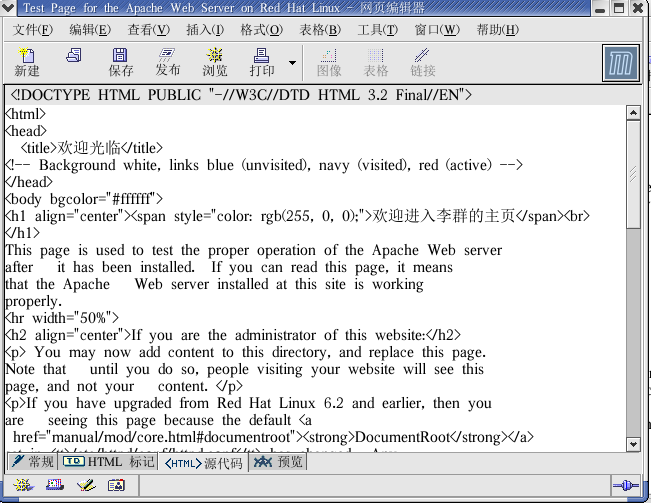 Test Page for the Apache Web Server on Red Hat Linux - 网页编辑器
文件(F) 编辑(E) 查看(V) 插入(I) 格式(O) 表格(B) 工具(T) 窗口(W) 帮助(H)
新建 保存 发布 浏览 打印 图像 表格 链接
<!DOCTYPE HTML PUBLIC "-//W3C//DTD HTML 3.2 Final//EN">
<html>
<head>
<title>欢迎光临</title>
<!-- Background white, links blue (unvisited), navy (visited), red (active) -->
</head>
<body bgcolor="#ffffff">
<h1 align="center"><span style="color: rgb(255, 0, 0);">欢迎进入李群的主页</span><br>
</h1>
This page is used to test the proper operation of the Apache Web server
after it has been installed. If you can read this page, it means
that the Apache Web server installed at this site is working
properly.
<hr width="50%">
<h2 align="center">If you are the administrator of this website:</h2>
<p> You may now add content to this directory, and replace this page.
Note that until you do so, people visiting your website will see this
page, and not your content. </p>
<p>If you have upgraded from Red Hat Linux 6.2 and earlier, then you
are seeing this page because the default <a
href="manual/mod/core.html#documentroot"><strong>DocumentRoot</strong></a>
常规 HTML 标记 <HTML> 源代码 预览